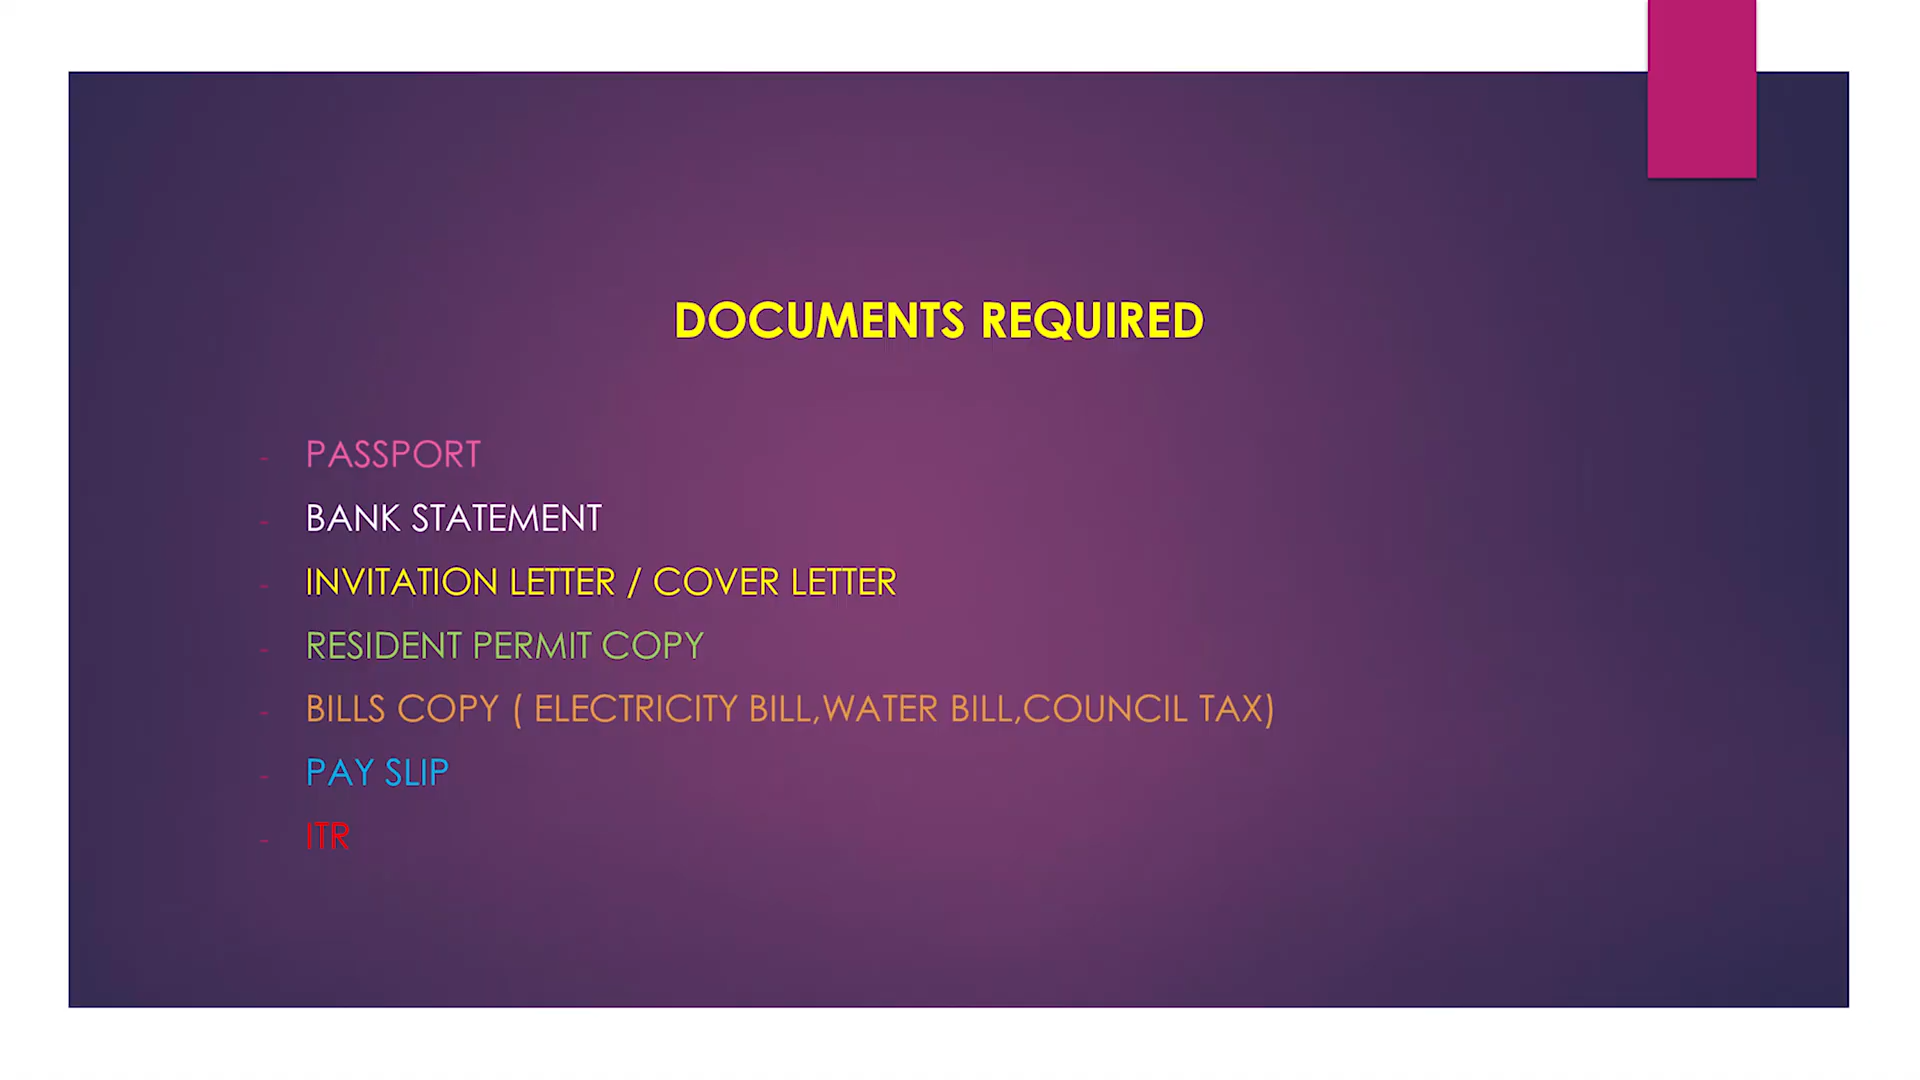 DOCUMENTS REQUIRED
- PASSPORT
- BANK STATEMENT
- INVITATION LETTER / COVER LETTER
- RESIDENT PERMIT COPY
- BILLS COPY ( ELECTRICITY BILL,WATER BILL,COUNCIL TAX)
- PAY SLIP
- ITR